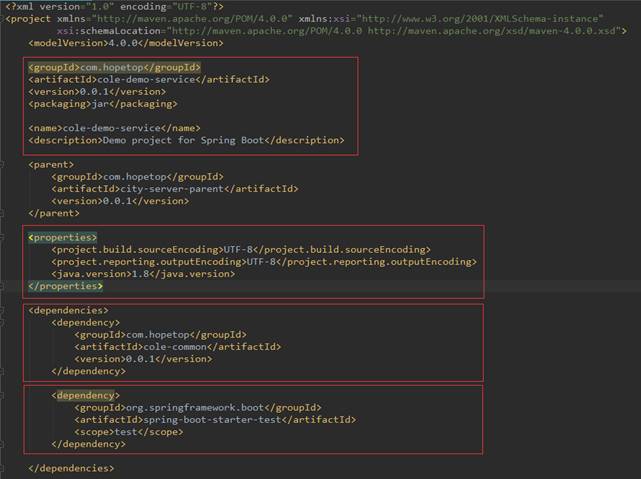 <?xml version="1.0" encoding="UTF-8"?>
<project xmlns="http://maven.apache.org/POM/4.0.0" xmlns:xsi="http://www.w3.org/2001/XMLSchema-instance"
xsi:schemaLocation="http://maven.apache.org/POM/4.0.0 http://maven.apache.org/xsd/maven-4.0.0.xsd">
<modelVersion>4.0.0</modelVersion>
<groupId>com.hopetop</groupId>
<artifactId>cole-demo-service</artifactId>
<version>0.0.1</version>
<packaging>jar</packaging>
<name>cole-demo-service</name>
<description>Demo project for Spring Boot</description>
<parent>
<groupId>com.hopetop</groupId>
<artifactId>city-server-parent</artifactId>
<version>0.0.1</version>
</parent>
<properties>
<project.build.sourceEncoding>UTF-8</project.build.sourceEncoding>
<project.reporting.outputEncoding>UTF-8</project.reporting.outputEncoding>
<java.version>1.8</java.version>
</properties>
<dependencies>
<dependency>
<groupId>com.hopetop</groupId>
<artifactId>cole-common</artifactId>
<version>0.0.1</version>
</dependency>
<dependency>
<groupId>org.springframework.boot</groupId>
<artifactId>spring-boot-starter-test</artifactId>
<scope>test</scope>
</dependency>
</dependencies>